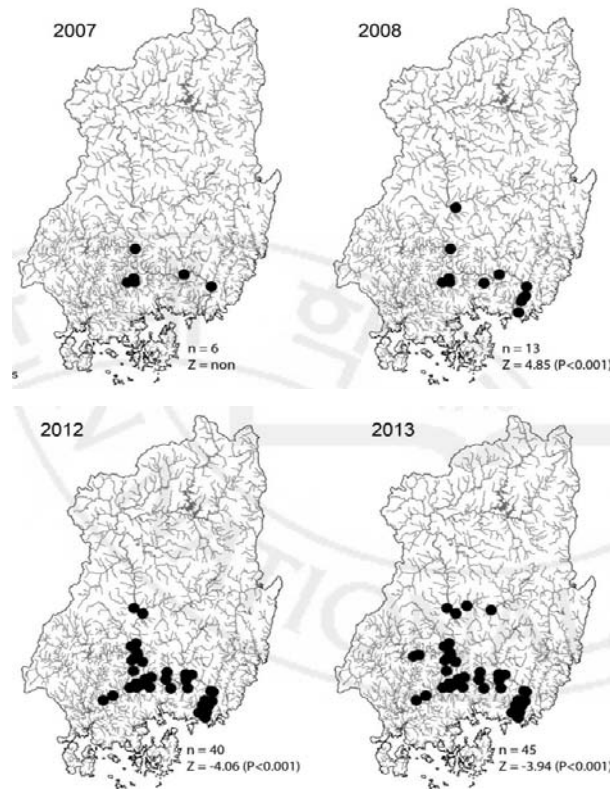 2007
2008
n = 6
Z = non
n = 13
Z = 4.85 (P<0.001)
s
2012
2013
n = 40
Z = -4.06 (P<0.001)
n = 45
Z = -3.94 (P<0.001)